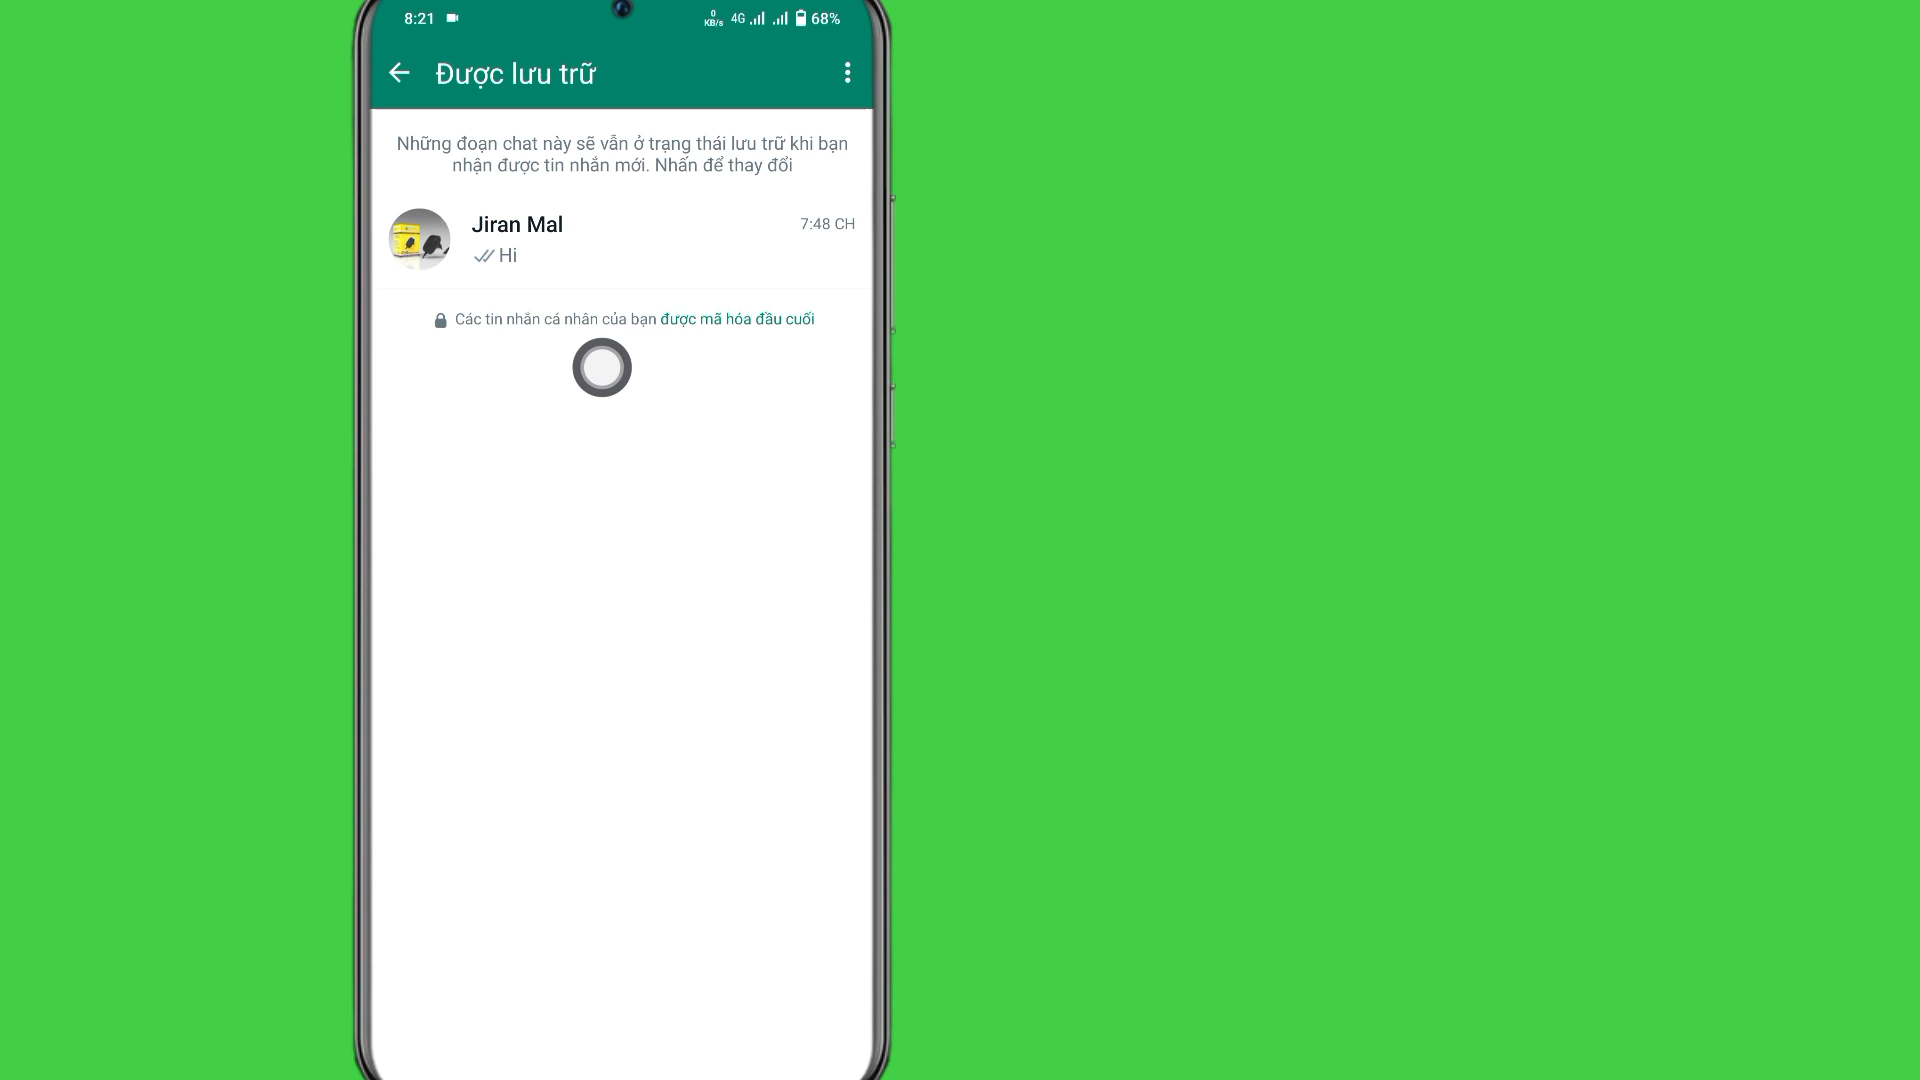 8:21
0
KB/s
4G
68%
Được lưu trữ
Những đoạn chat này sẽ vẫn ở trạng thái lưu trữ khi bạn
nhận được tin nhắn mới. Nhấn để thay đổi
Jiran Mal
7:48 CH
Hi
Các tin nhắn cá nhân của bạn được mã hóa đầu cuối